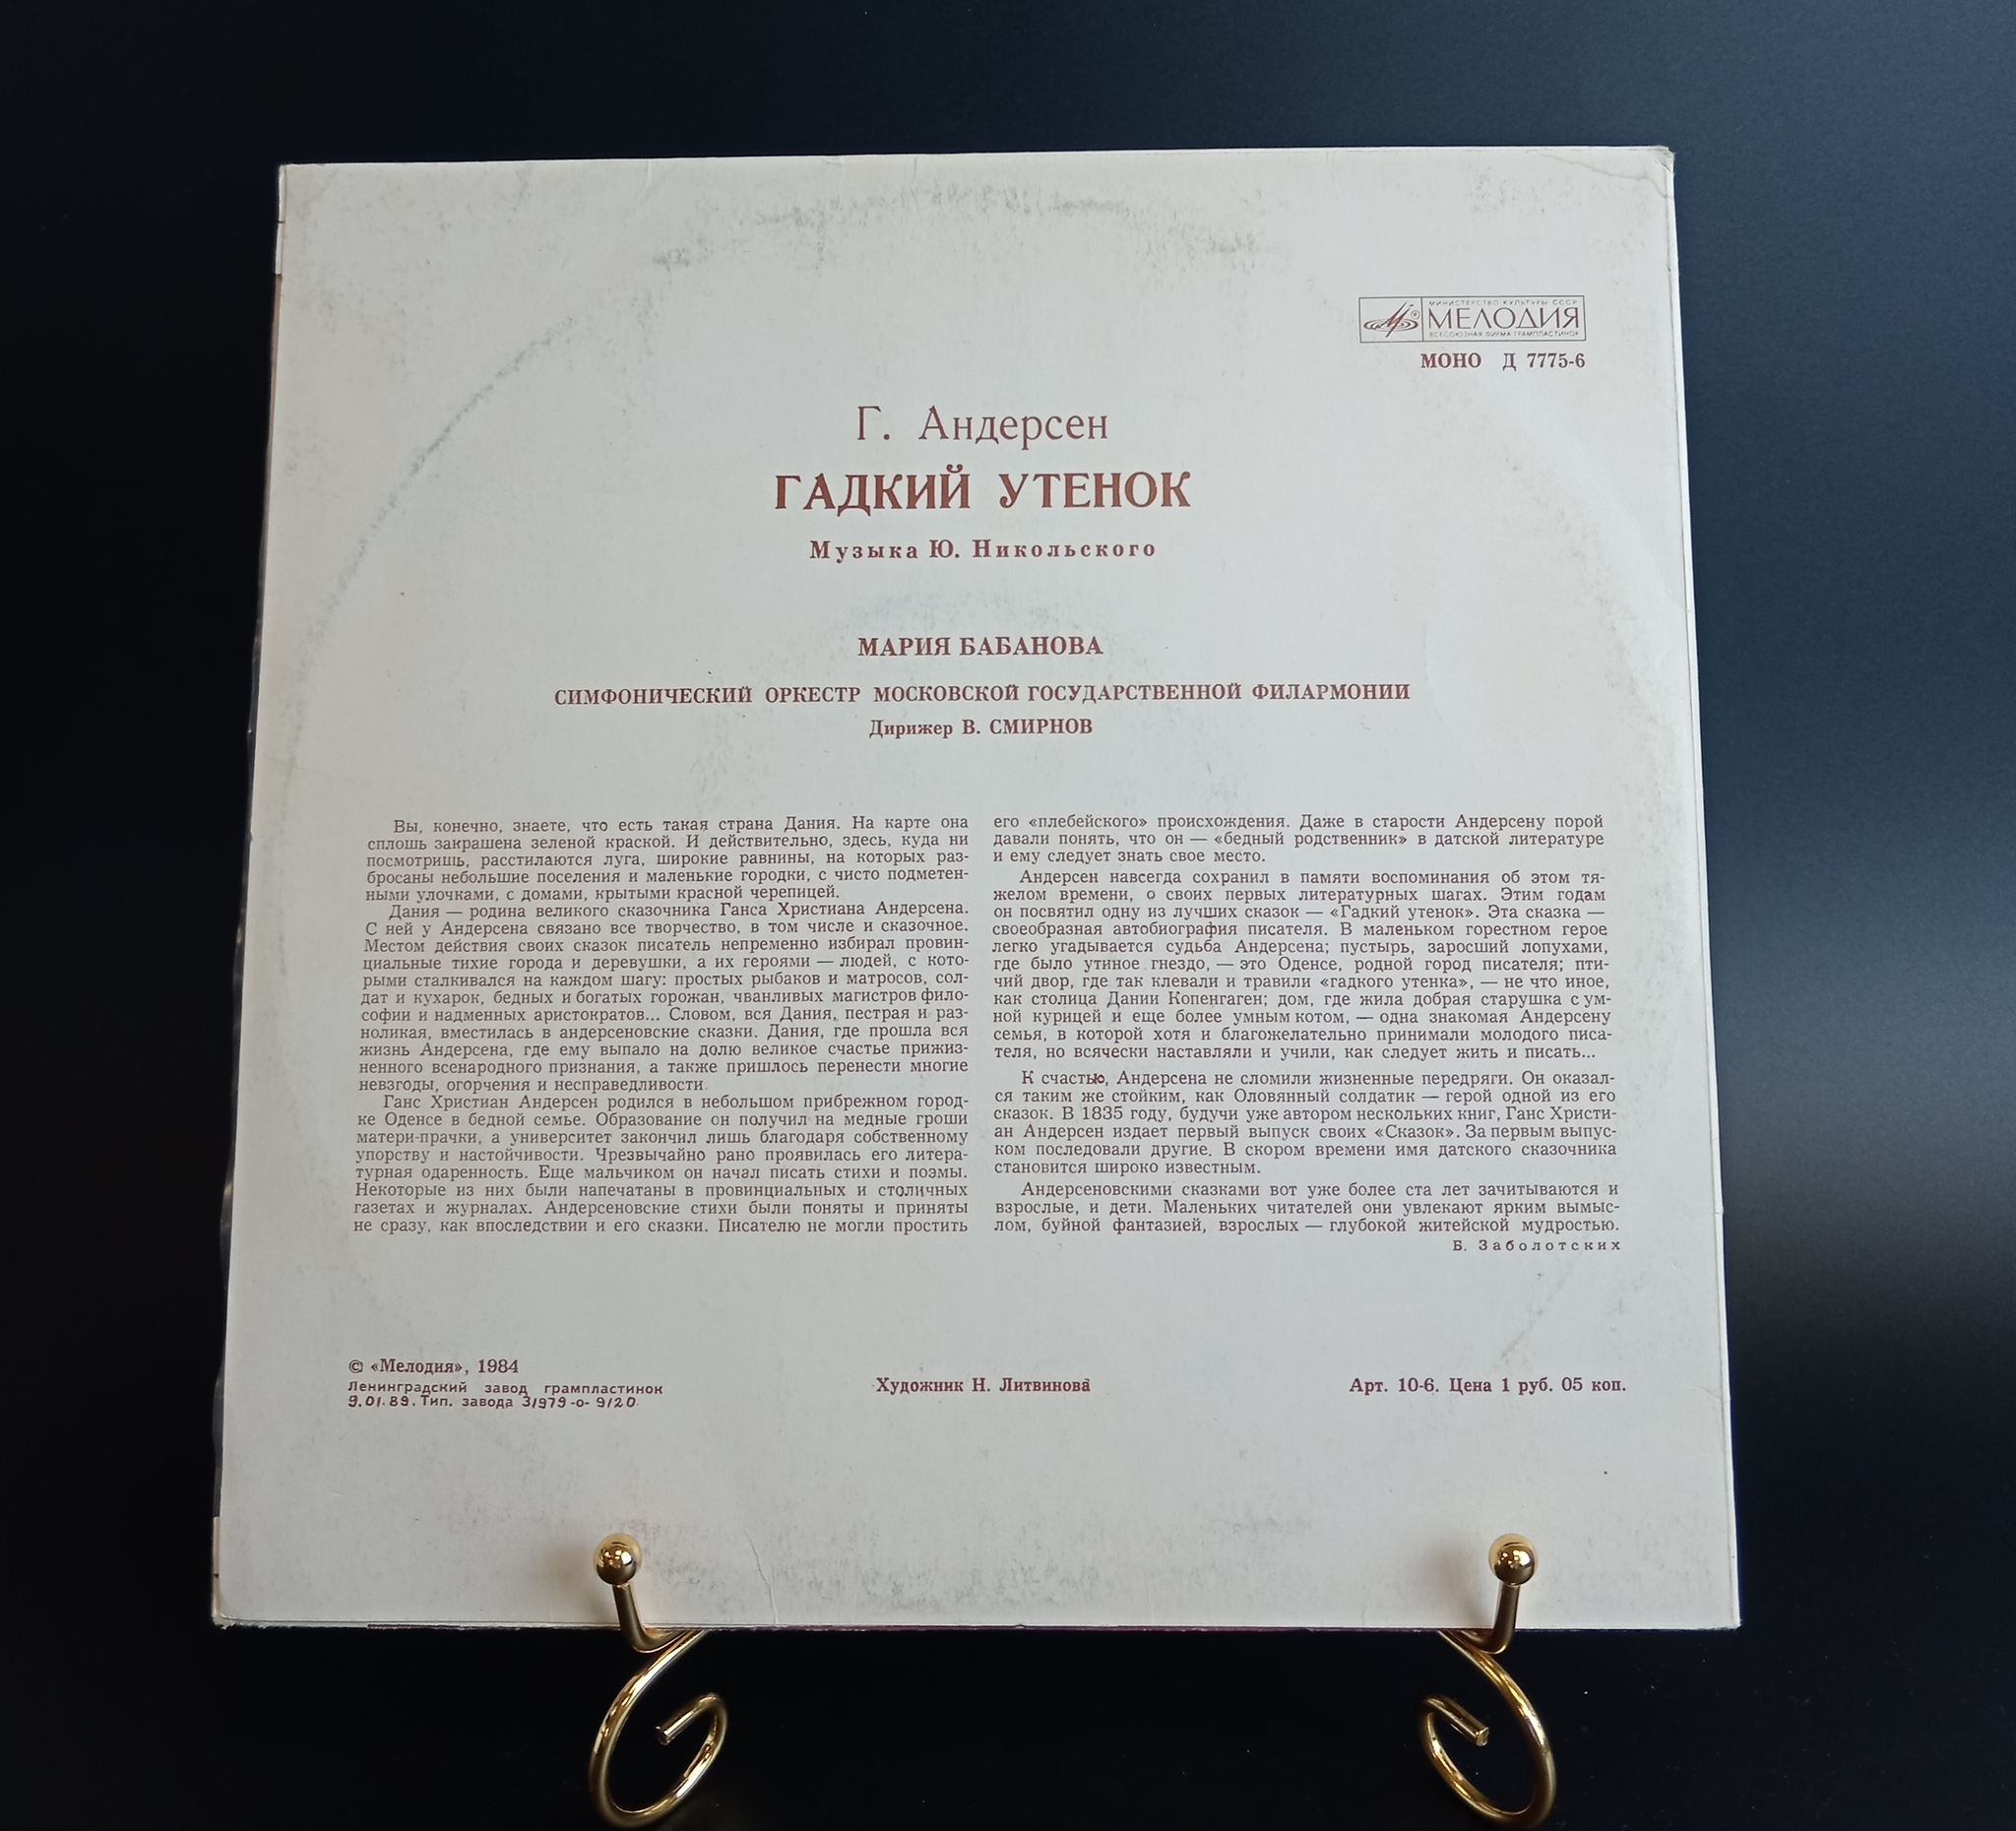 МИНИСТЕРСТВО КУЛЬТУРЫ СССР
МЕЛОДИЯ
ВСЕСОЮЗНАЯ ФИРМА ГРАМПЛАСТИНОК
МОНО Д 7775-6
Г. Андерсен
ГАДКИЙ УТЕНОК
Музыка Ю. Никольского
МАРИЯ БАБАНОВА
СИМФОНИЧЕСКИЙ ОРКЕСТР МОСКОВСКОЙ ГОСУДАРСТВЕННОЙ ФИЛАРМОНИИ
Дирижер В. СМИРНОВ
Вы, конечно, знаете, что есть такая страна Дания. На карте она
сплошь закрашена зеленой краской. И действительно, здесь, куда ни
посмотришь, расстилаются луга, широкие равнины, на которых раз-
бросаны небольшие поселения и маленькие городки, с чисто подметен-
ными улочками, с домами, крытыми красной черепицей.
Дания — родина великого сказочника Ганса Христиана Андерсена.
С ней у Андерсена связано все творчество, в том числе и сказочное.
Местом действия своих сказок писатель непременно избирал провин-
циальные тихие города и деревушки, а их героями — людей, с кото-
рыми сталкивался на каждом шагу: простых рыбаков и матросов, сол-
дат и кухарок, бедных и богатых горожан, чванливых магистров фило-
софии и надменных аристократов... Словом, вся Дания, пестрая и раз-
ноликая, вместилась в андерсеновские сказки. Дания, где прошла вся
жизнь Андерсена, где ему выпало на долю великое счастье прижиз-
ненного всенародного признания, а также пришлось перенести многие
невзгоды, огорчения и несправедливости.
Ганс Христиан Андерсен родился в небольшом прибрежном город-
ке Оденсе в бедной семье. Образование он получил на медные гроши
матери-прачки, а университет закончил лишь благодаря собственному
упорству и настойчивости. Чрезвычайно рано проявилась его литера-
турная одаренность. Еще мальчиком он начал писать стихи и поэмы.
Некоторые из них были напечатаны в провинциальных и столичных
газетах и журналах. Андерсеновские стихи были поняты и приняты
не сразу, как впоследствии и его сказки. Писателю не могли простить
его «плебейского» происхождения. Даже в старости Андерсену порой
давали понять, что он — «бедный родственник» в датской литературе
и ему следует знать свое место.
Андерсен навсегда сохранил в памяти воспоминания об этом тя-
желом времени, о своих первых литературных шагах. Этим годам
он посвятил одну из лучших сказок — «Гадкий утенок». Эта сказка —
своеобразная автобиография писателя. В маленьком горестном герое
легко угадывается судьба Андерсена; пустырь, заросший лопухами,
где было утиное гнездо, — это Оденсе, родной город писателя; пти-
чий двор, где так клевали и травили «гадкого утенка», — не что иное,
как столица Дании Копенгаген; дом, где жила добрая старушка с ум-
ной курицей и еще более умным котом, — одна знакомая Андерсену
семья, в которой хотя и благожелательно принимали молодого писа-
теля, но всячески наставляли и учили, как следует жить и писать...
К счастью, Андерсена не сломили жизненные передряги. Он оказал-
ся таким же стойким, как Оловянный солдатик — герой одной из его
сказок. В 1835 году, будучи уже автором нескольких книг, Ганс Христи-
ан Андерсен издает первый выпуск своих «Сказок». За первым выпус-
ком последовали другие. В скором времени имя датского сказочника
становится широко известным.
Андерсеновскими сказками вот уже более ста лет зачитываются и
взрослые, и дети. Маленьких читателей они увлекают ярким вымыс-
лом, буйной фантазией, взрослых — глубокой житейской мудростью.
Б. Заболотских
© «Мелодия», 1984
Ленинградский завод грампластинок
9.01.89. Тип. завода 3/979-о- 9/20
Художник Н. Литвинова
Арт. 10-6. Цена 1 руб. 05 коп.